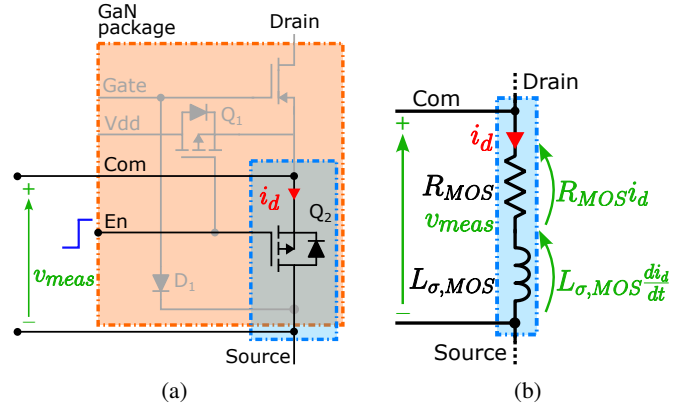 GaN
package
Drain
Gate
Q1
Vdd
Com
+
i_d
Q2
En
v_meas
D1
−
Source
(a)
Drain
Com
+
i_d
R_MOS
R_MOS i_d
v_meas
L_σ,MOS
L_σ,MOS di_d/dt
−
Source
(b)